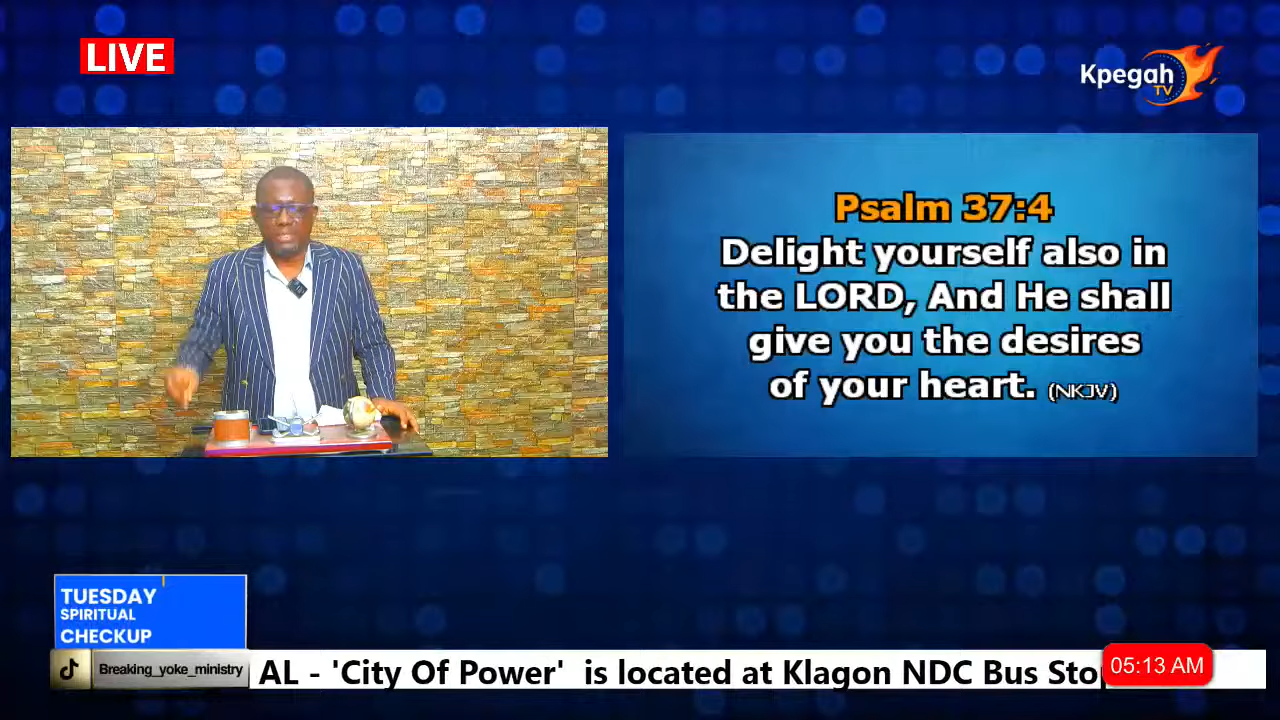 LIVE
Kpegah
TV
Psalm 37:4
Delight yourself also in
the LORD, And He shall
give you the desires
of your heart. (NKJV)
TUESDAY
SPIRITUAL
CHECKUP
Breaking_yoke_ministry
AL - 'City Of Power' is located at Klagon NDC Bus Stop
05:13 AM